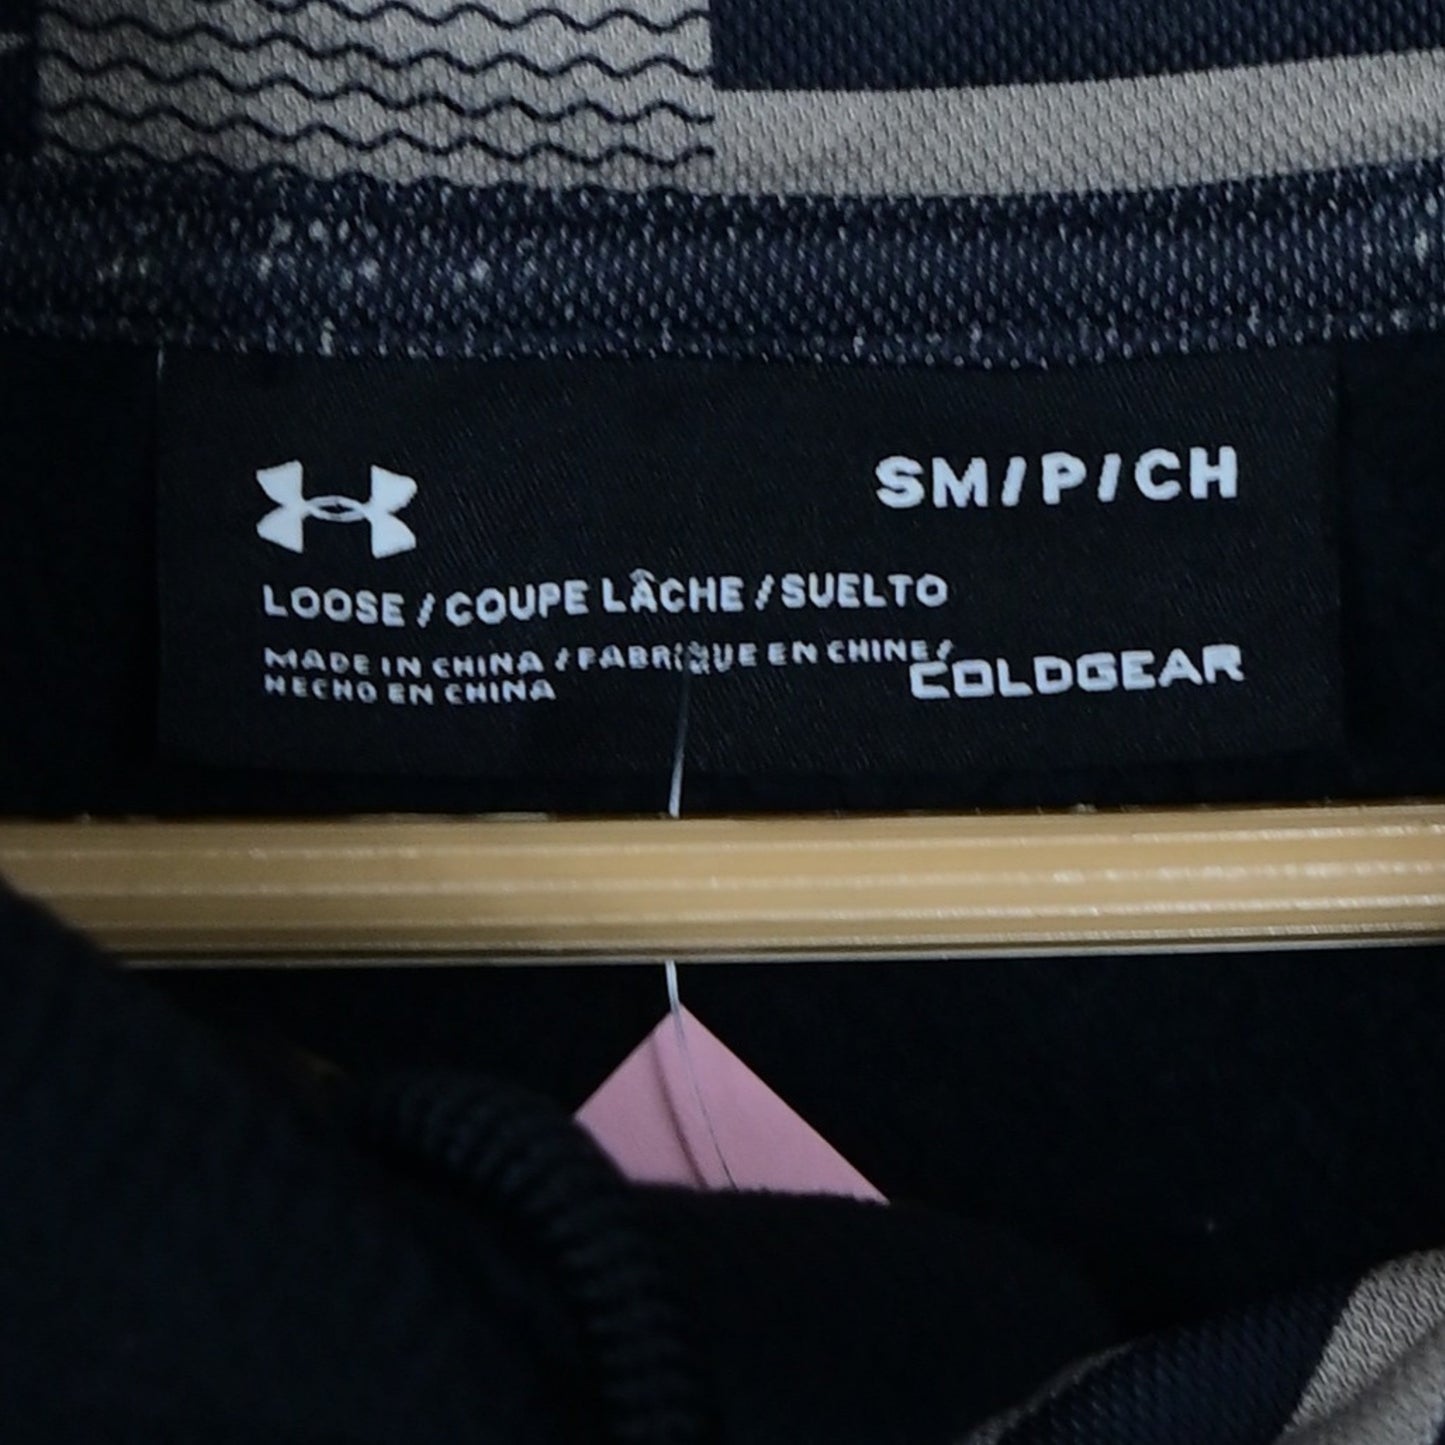 SM/P/CH
LOOSE / COUPE LÂCHE / SUELTO
MADE IN CHINA / FABRIQUE EN CHINE /
HECHO EN CHINA
COLDGEAR